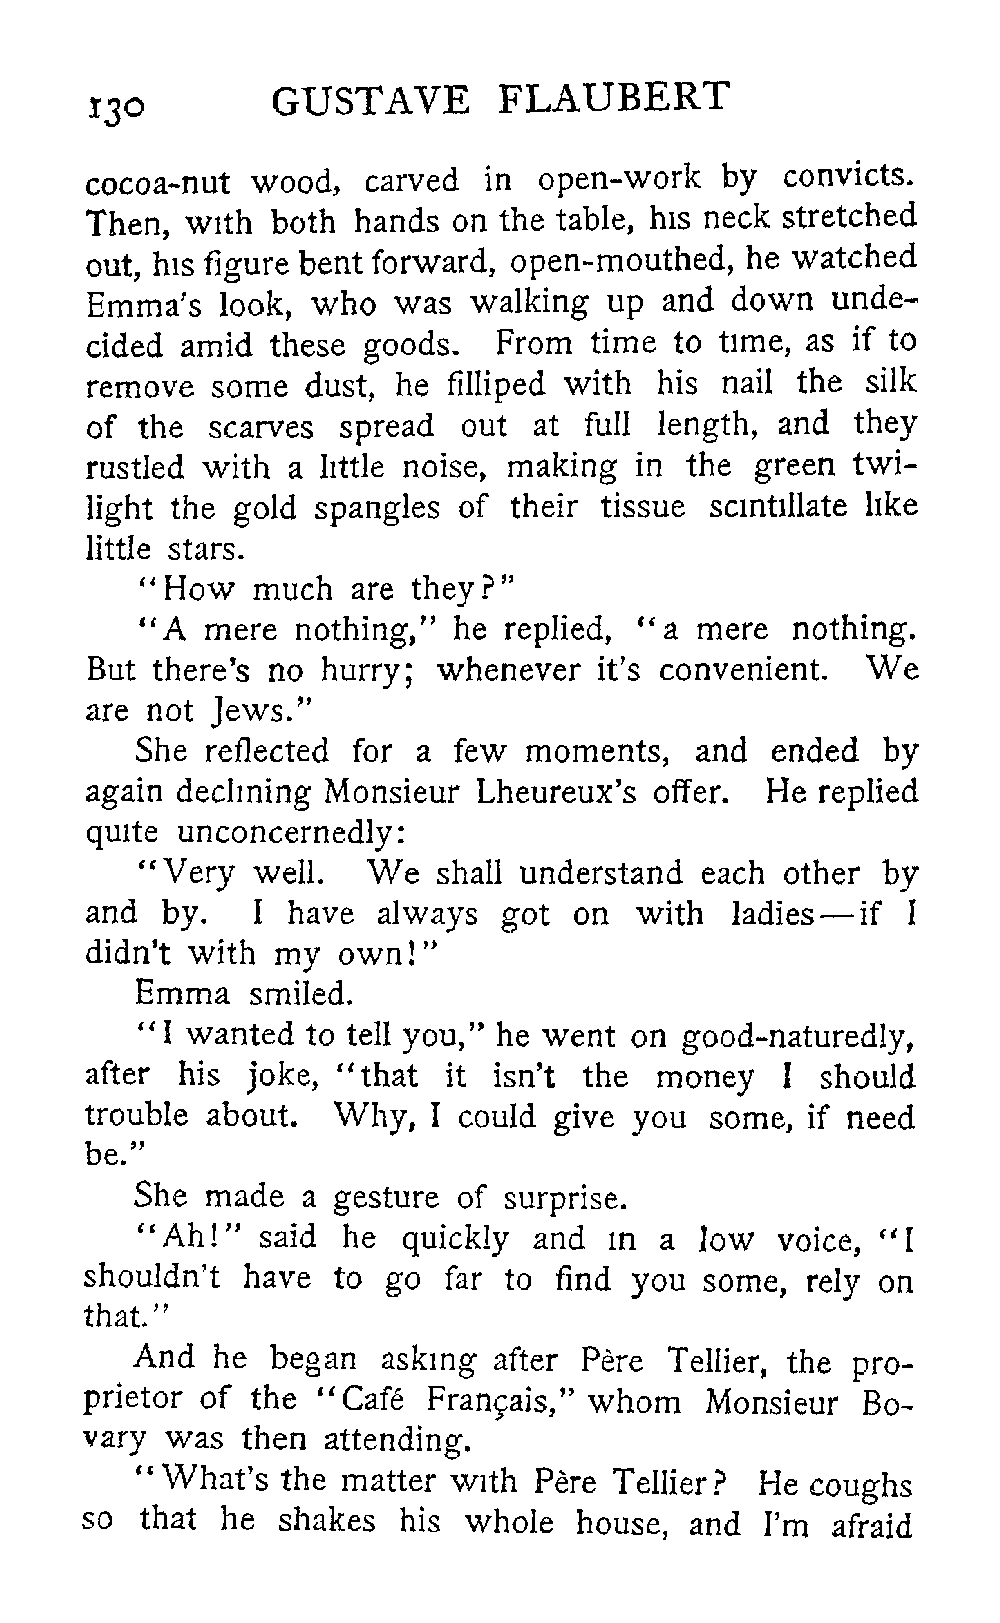 130 GUSTAVE FLAUBERT
cocoa-nut wood, carved in open-work by convicts.
Then, with both hands on the table, his neck stretched
out, his figure bent forward, open-mouthed, he watched
Emma's look, who was walking up and down unde-
cided amid these goods. From time to time, as if to
remove some dust, he filliped with his nail the silk
of the scarves spread out at full length, and they
rustled with a little noise, making in the green twi-
light the gold spangles of their tissue scintillate like
little stars.
"How much are they?"
"A mere nothing," he replied, "a mere nothing.
But there's no hurry; whenever it's convenient. We
are not Jews."
She reflected for a few moments, and ended by
again declining Monsieur Lheureux's offer. He replied
quite unconcernedly:
"Very well. We shall understand each other by
and by. I have always got on with ladies—if I
didn't with my own!"
Emma smiled.
"I wanted to tell you," he went on good-naturedly,
after his joke, "that it isn't the money I should
trouble about. Why, I could give you some, if need
be."
She made a gesture of surprise.
"Ah!" said he quickly and in a low voice, "I
shouldn't have to go far to find you some, rely on
that."
And he began asking after Père Tellier, the pro-
prietor of the "Café Français," whom Monsieur Bo-
vary was then attending.
"What's the matter with Père Tellier? He coughs
so that he shakes his whole house, and I'm afraid